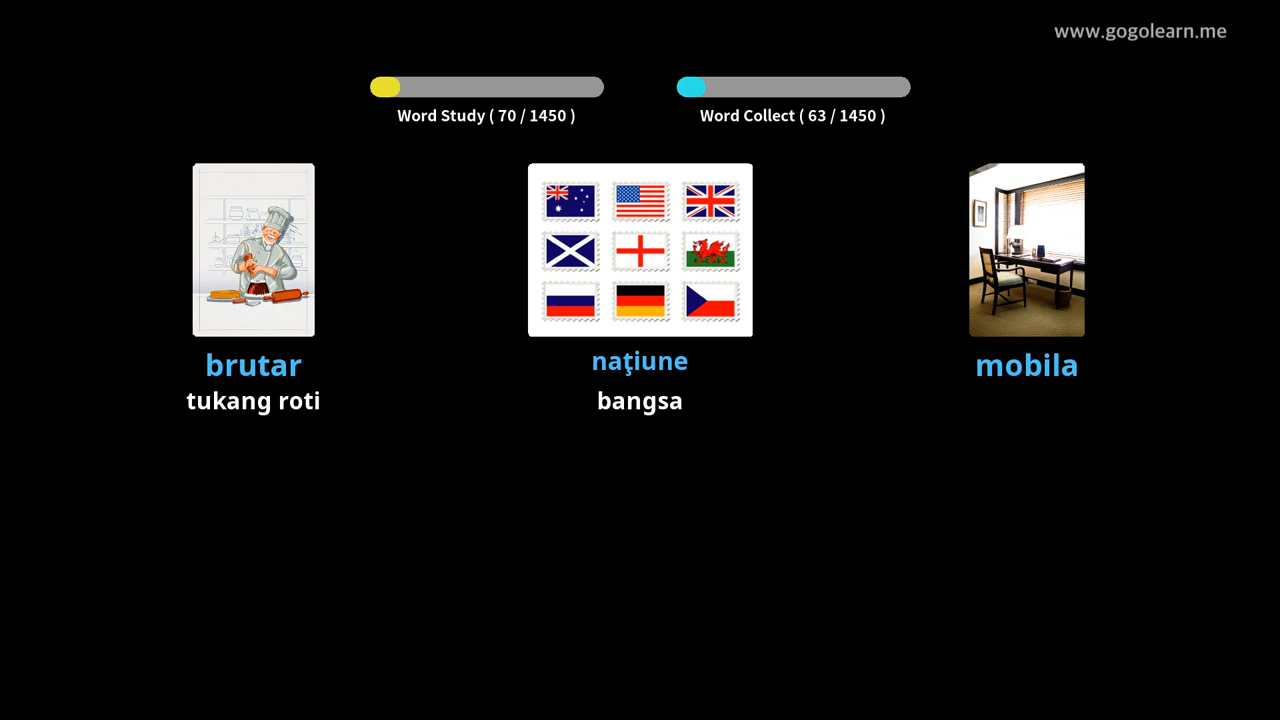 www.gogolearn.me
Word Study ( 70 / 1450 )
Word Collect ( 63 / 1450 )
brutar
naţiune
mobila
tukang roti
bangsa